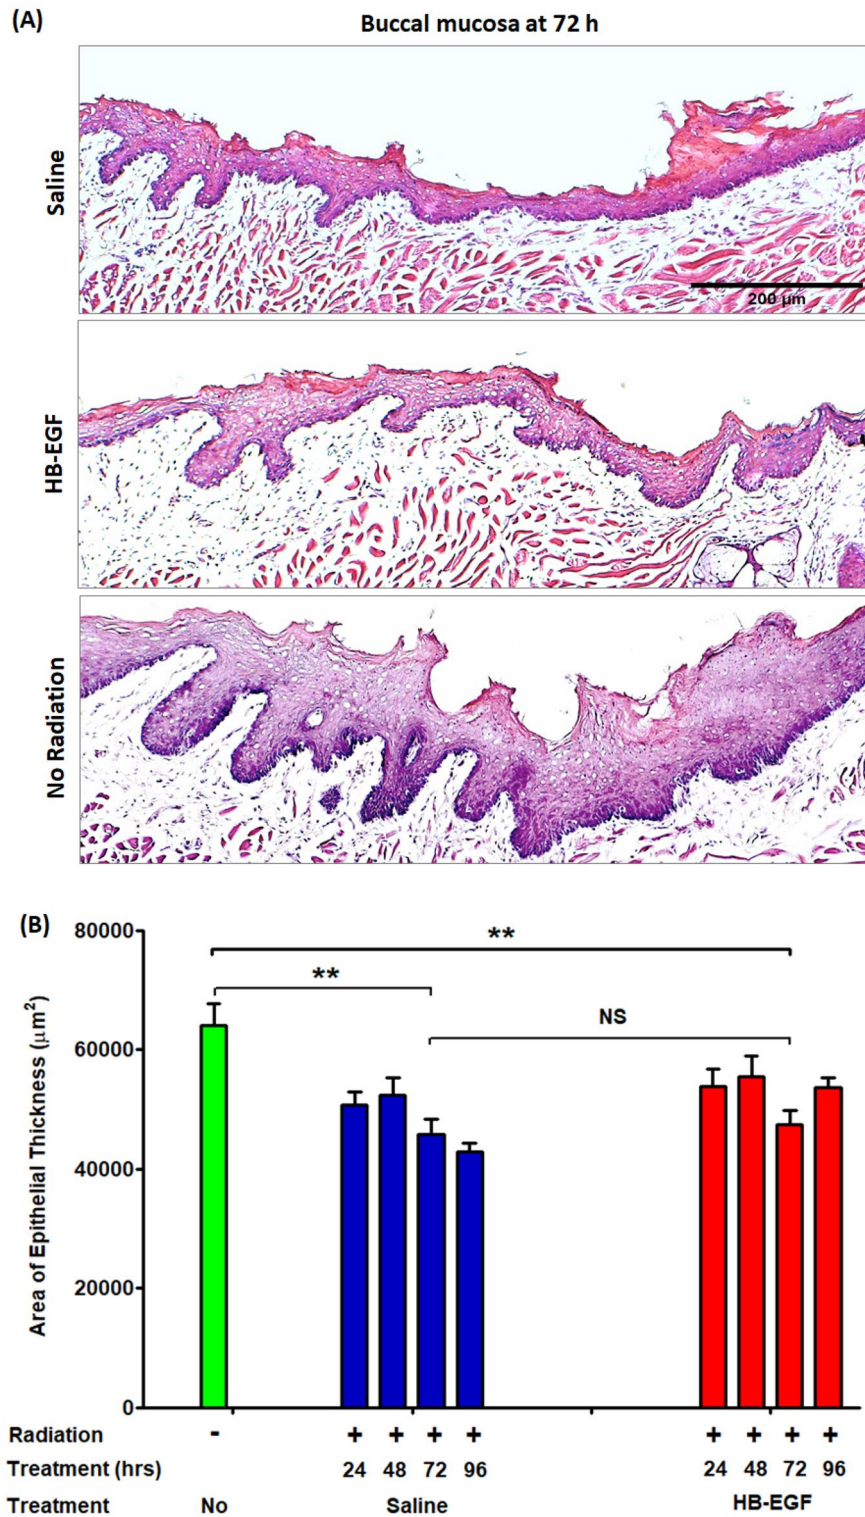 (A)
Buccal mucosa at 72 h
Saline
200 µm
HB-EGF
No Radiation
(B)
Area of Epithelial Thickness (µm²)
80000
60000
40000
20000
0
**
**
NS
Radiation - + + + + + + + +
Treatment (hrs) 24 48 72 96 24 48 72 96
Treatment No Saline HB-EGF